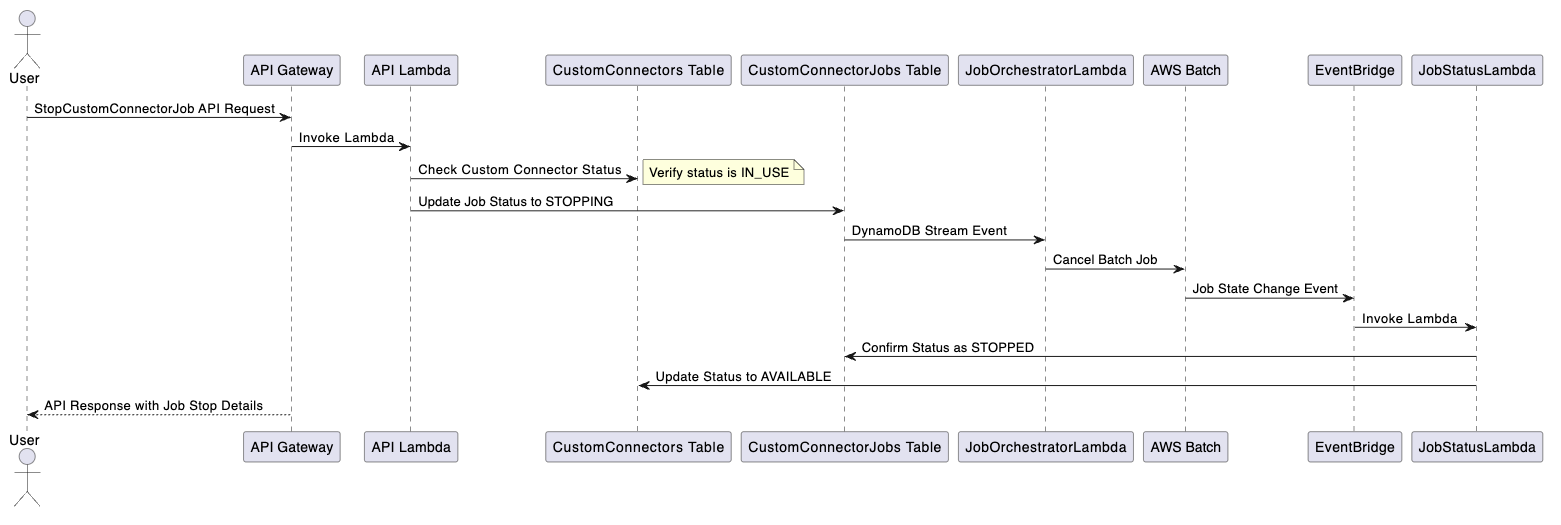 User
API Gateway
API Lambda
CustomConnectors Table
CustomConnectorJobs Table
JobOrchestratorLambda
AWS Batch
EventBridge
JobStatusLambda
StopCustomConnectorJob API Request
Invoke Lambda
Check Custom Connector Status
Verify status is IN_USE
Update Job Status to STOPPING
DynamoDB Stream Event
Cancel Batch Job
Job State Change Event
Invoke Lambda
Confirm Status as STOPPED
Update Status to AVAILABLE
API Response with Job Stop Details
User
API Gateway
API Lambda
CustomConnectors Table
CustomConnectorJobs Table
JobOrchestratorLambda
AWS Batch
EventBridge
JobStatusLambda